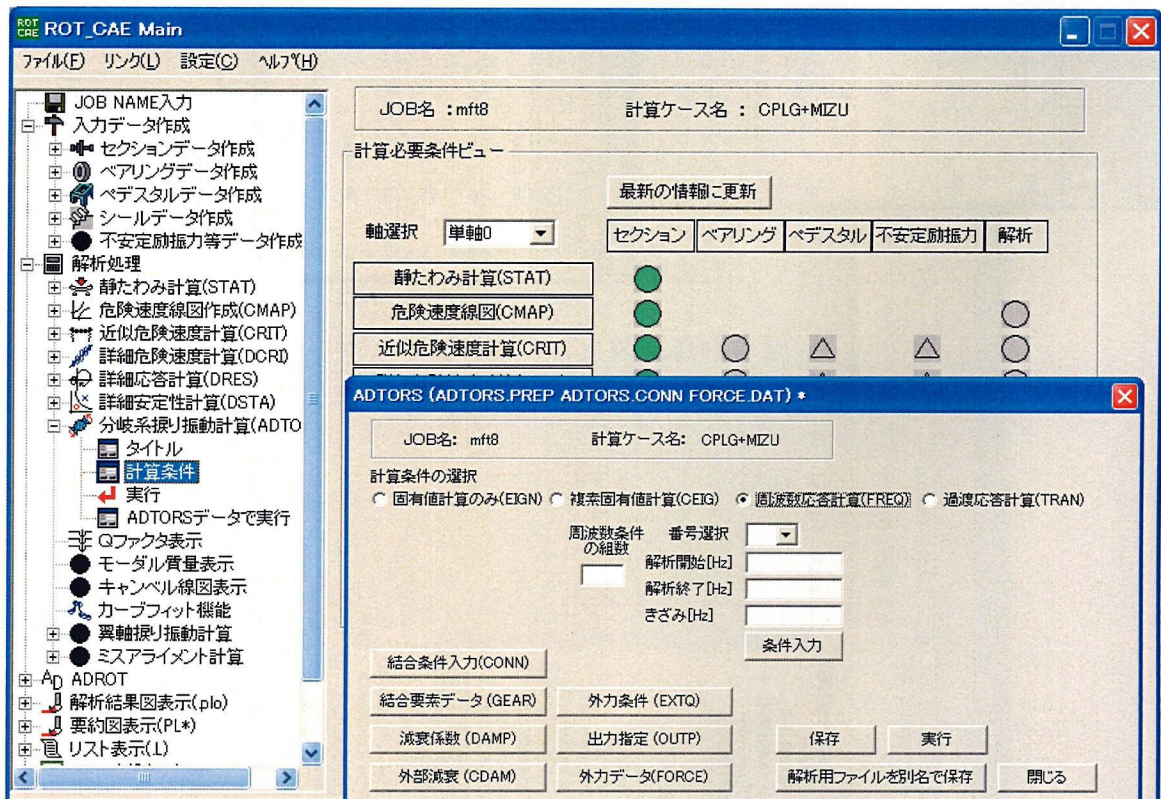 ROT CAE ROT_CAE Main
ファイル(F) リンク(L) 設定(C) ヘルプ(H)
JOB NAME入力
入力データ作成
セクションデータ作成
ベアリングデータ作成
ペデスタルデータ作成
シールデータ作成
不安定励振力等データ作成
解析処理
静たわみ計算(STAT)
危険速度線図作成(CMAP)
近似危険速度計算(CRIT)
詳細危険速度計算(DCRI)
詳細応答計算(DRES)
詳細安定性計算(DSTA)
分岐系捩り振動計算(ADTO
タイトル
計算条件
実行
ADTORSデータで実行
Qファクタ表示
モーダル質量表示
キャンベル線図表示
カーブフィット機能
翼軸捩り振動計算
ミスアライメント計算
AD ADROT
解析結果図表示(.plo)
要約図表示(PL*)
リスト表示(.L)
JOB名 :mft8 計算ケース名 : CPLG+MIZU
計算必要条件ビュー
最新の情報に更新
軸選択 単軸0
セクション ベアリング ペデスタル 不安定励振力 解析
静たわみ計算(STAT)
危険速度線図(CMAP)
近似危険速度計算(CRIT)
ADTORS (ADTORS.PREP ADTORS.CONN FORCE.DAT) *
JOB名: mft8 計算ケース名: CPLG+MIZU
計算条件の選択
固有値計算のみ(EIGN) 複素固有値計算(CEIG) 周波数応答計算(FREQ) 過渡応答計算(TRAN)
周波数条件の組数 番号選択
解析開始[Hz]
解析終了[Hz]
きざみ[Hz]
条件入力
結合条件入力(CONN)
結合要素データ(GEAR) 外力条件 (EXTQ)
減衰係数 (DAMP) 出力指定 (OUTP) 保存 実行
外部減衰 (CDAM) 外力データ(FORCE) 解析用ファイルを別名で保存 閉じる